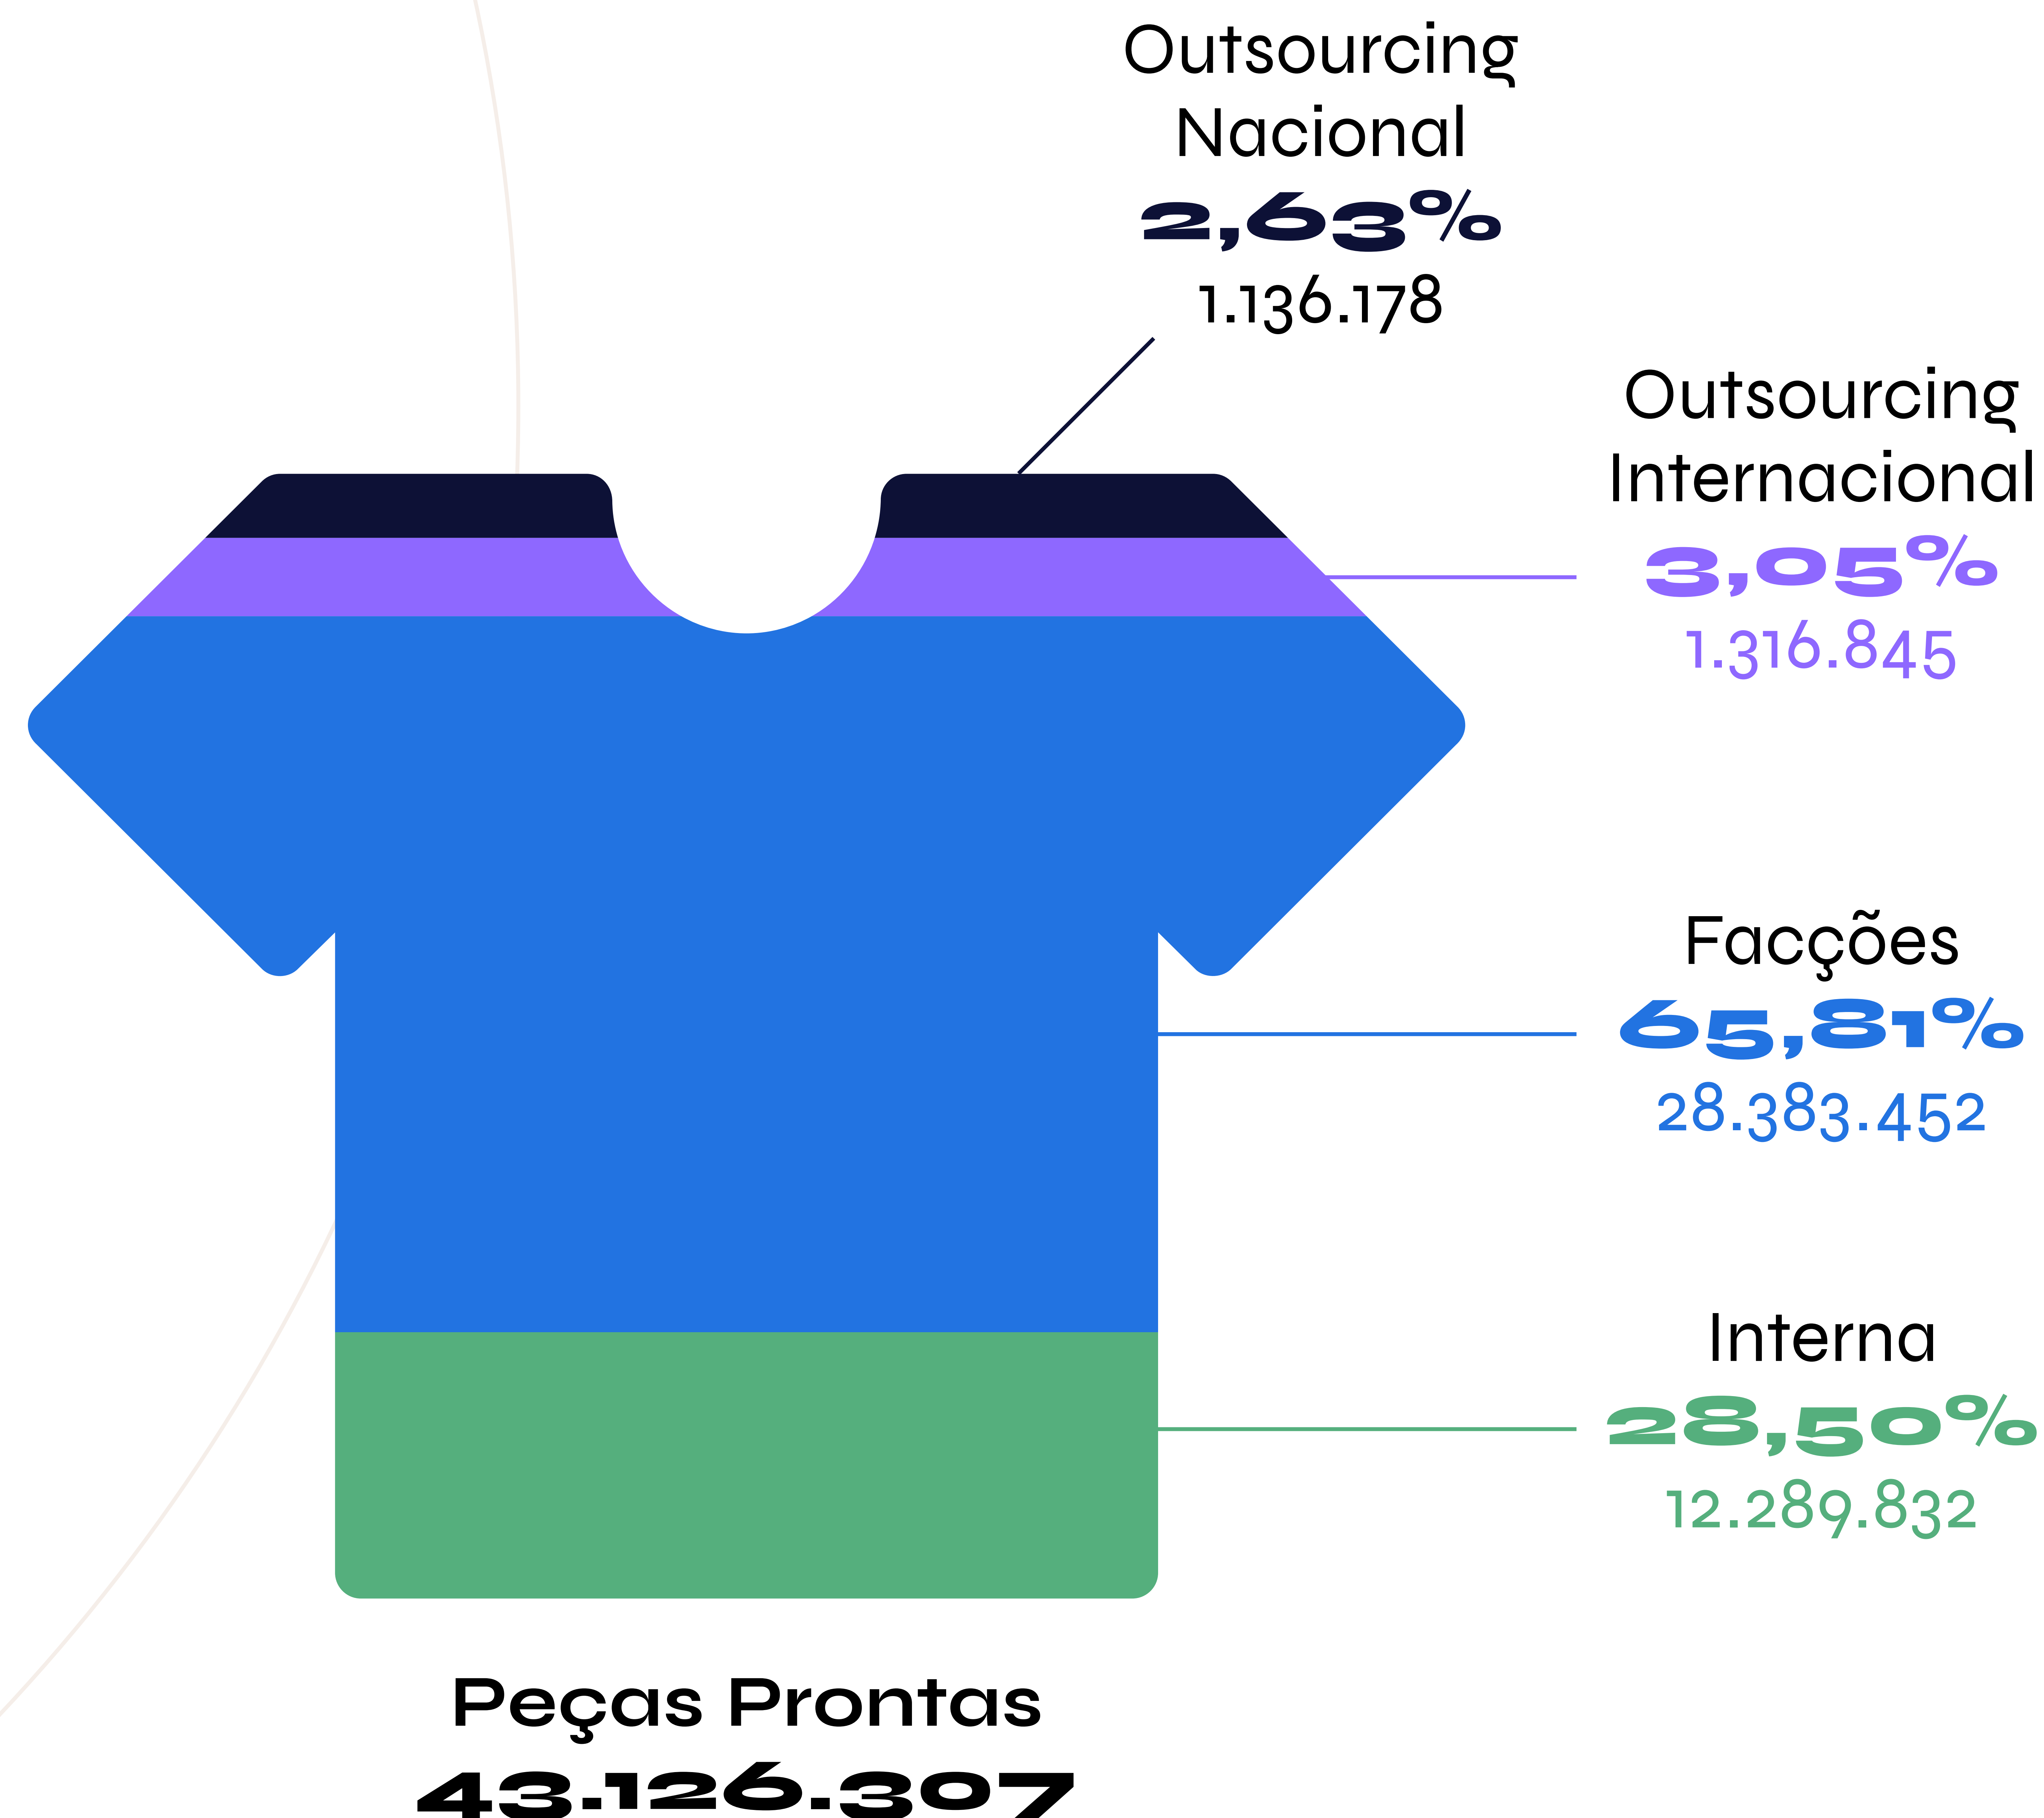 Outsourcing
Nacional
2,63%
1.136.178
Outsourcing
Internacional
3,05%
1.316.845
Facções
65,81%
28.383.452
Interna
28,50%
12.289.832
Peças Prontas
43.126.307